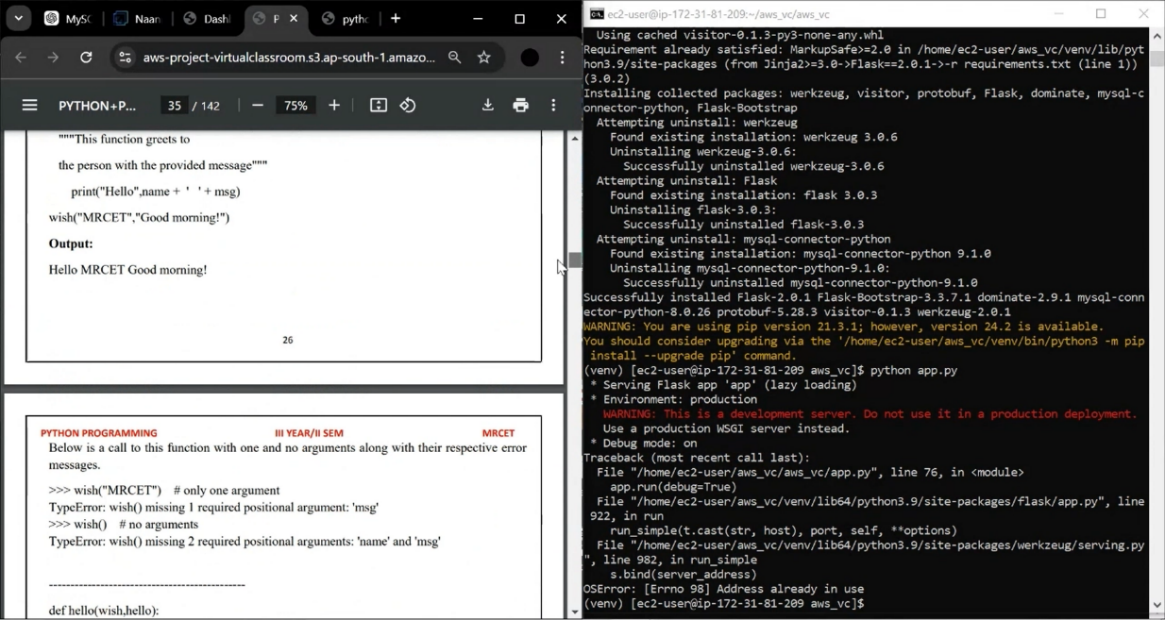 MySC
Naan
Dashl
P
pythc
aws-project-virtualclassroom.s3.ap-south-1.amazo...
PYTHON+P...
35 / 142
75%
"""This function greets to
the person with the provided message"""
print("Hello",name + ' ' + msg)
wish("MRCET","Good morning!")
Output:
Hello MRCET Good morning!
26
PYTHON PROGRAMMING III YEAR/II SEM MRCET
Below is a call to this function with one and no arguments along with their respective error
messages.
>>> wish("MRCET") # only one argument
TypeError: wish() missing 1 required positional argument: 'msg'
>>> wish() # no arguments
TypeError: wish() missing 2 required positional arguments: 'name' and 'msg'
---------------------------------------------
def hello(wish,hello):
ec2-user@ip-172-31-81-209:~/aws_vc/aws_vc
Using cached visitor-0.1.3-py3-none-any.whl
Requirement already satisfied: MarkupSafe>=2.0 in /home/ec2-user/aws_vc/venv/lib/pyt
hon3.9/site-packages (from Jinja2>=3.0->Flask==2.0.1->-r requirements.txt (line 1))
(3.0.2)
Installing collected packages: werkzeug, visitor, protobuf, Flask, dominate, mysql-c
onnector-python, Flask-Bootstrap
Attempting uninstall: werkzeug
Found existing installation: werkzeug 3.0.6
Uninstalling werkzeug-3.0.6:
Successfully uninstalled werkzeug-3.0.6
Attempting uninstall: Flask
Found existing installation: flask 3.0.3
Uninstalling flask-3.0.3:
Successfully uninstalled flask-3.0.3
Attempting uninstall: mysql-connector-python
Found existing installation: mysql-connector-python 9.1.0
Uninstalling mysql-connector-python-9.1.0:
Successfully uninstalled mysql-connector-python-9.1.0
Successfully installed Flask-2.0.1 Flask-Bootstrap-3.3.7.1 dominate-2.9.1 mysql-conn
ector-python-8.0.26 protobuf-5.28.3 visitor-0.1.3 werkzeug-2.0.1
WARNING: You are using pip version 21.3.1; however, version 24.2 is available.
You should consider upgrading via the '/home/ec2-user/aws_vc/venv/bin/python3 -m pip
install --upgrade pip' command.
(venv) [ec2-user@ip-172-31-81-209 aws_vc]$ python app.py
* Serving Flask app 'app' (lazy loading)
* Environment: production
WARNING: This is a development server. Do not use it in a production deployment.
Use a production WSGI server instead.
* Debug mode: on
Traceback (most recent call last):
File "/home/ec2-user/aws_vc/aws_vc/app.py", line 76, in <module>
app.run(debug=True)
File "/home/ec2-user/aws_vc/venv/lib64/python3.9/site-packages/flask/app.py", line
922, in run
run_simple(t.cast(str, host), port, self, **options)
File "/home/ec2-user/aws_vc/venv/lib64/python3.9/site-packages/werkzeug/serving.py
", line 982, in run_simple
s.bind(server_address)
OSError: [Errno 98] Address already in use
(venv) [ec2-user@ip-172-31-81-209 aws_vc]$